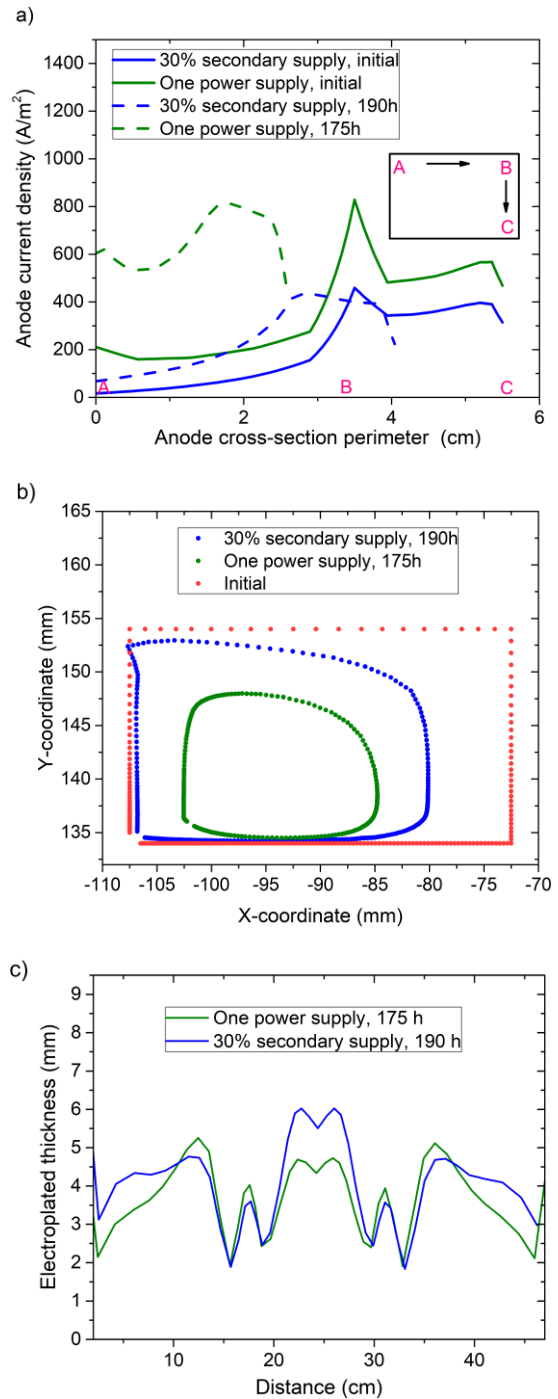 a)
1400
1200
1000
800
600
400
200
0
Anode current density (A/m²)
30% secondary supply, initial
One power supply, initial
30% secondary supply, 190h
One power supply, 175h
A
B
C
A
B
C
0
2
4
6
Anode cross-section perimeter (cm)
b)
165
160
155
150
145
140
135
Y-coordinate (mm)
30% secondary supply, 190h
One power supply, 175h
Initial
-110
-105
-100
-95
-90
-85
-80
-75
-70
X-coordinate (mm)
c)
9
8
7
6
5
4
3
2
1
0
Electroplated thickness (mm)
One power supply, 175 h
30% secondary supply, 190 h
10
20
30
40
Distance (cm)